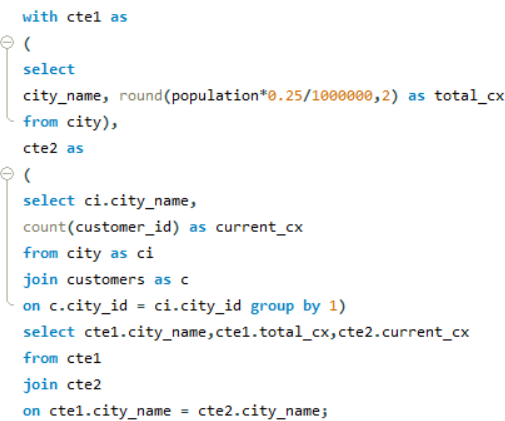 with cte1 as
(
select
city_name, round(population*0.25/1000000,2) as total_cx
from city),
cte2 as
(
select ci.city_name,
count(customer_id) as current_cx
from city as ci
join customers as c
on c.city_id = ci.city_id group by 1)
select cte1.city_name,cte1.total_cx,cte2.current_cx
from cte1
join cte2
on cte1.city_name = cte2.city_name;